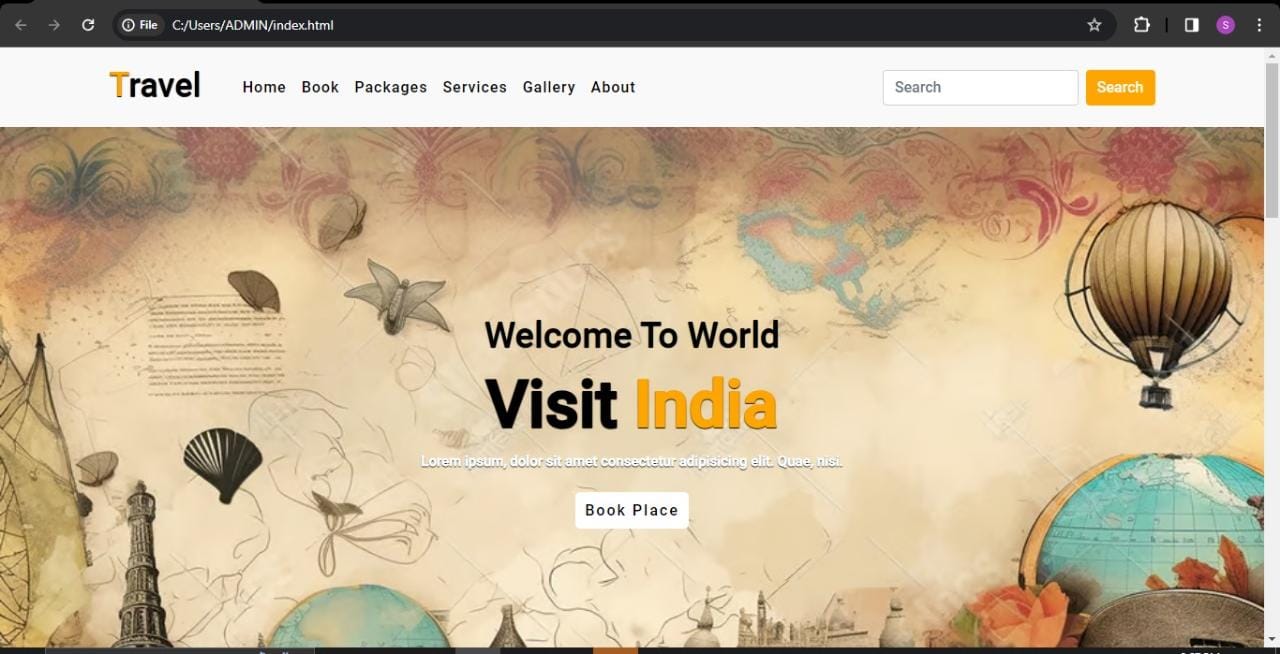 File C:/Users/ADMIN/index.html S
Travel Home Book Packages Services Gallery About Search Search
Welcome To World
Visit India
Lorem ipsum, dolor sit amet consectetur adipisicing elit. Quae, nisi.
Book Place